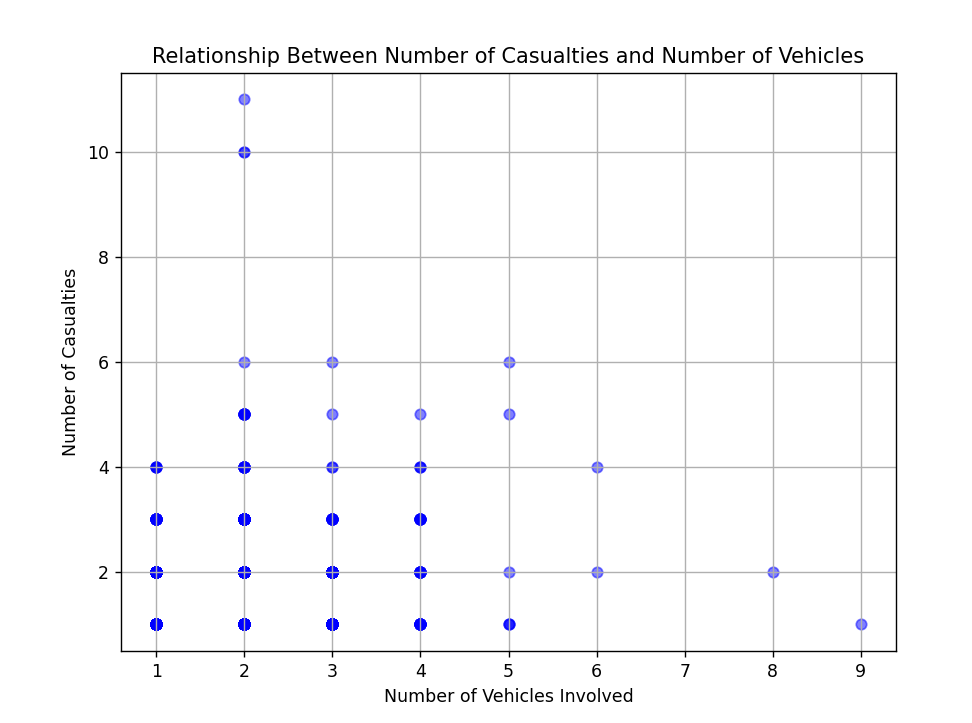 Relationship Between Number of Casualties and Number of Vehicles
10
8
6
4
2
Number of Casualties
1 2 3 4 5 6 7 8 9
Number of Vehicles Involved